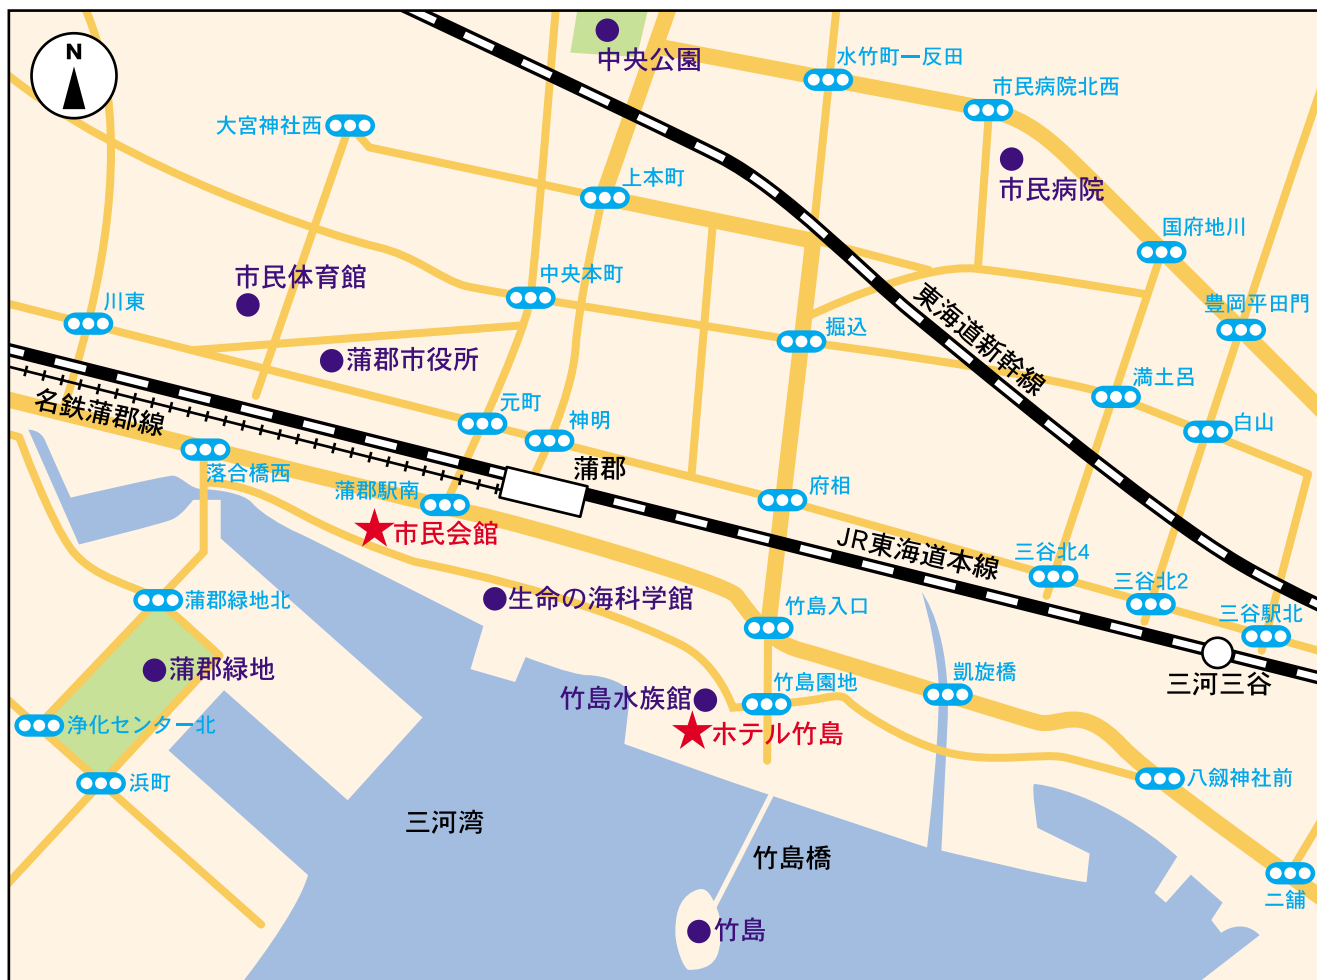 N
中央公園
水竹町一反田
市民病院北西
大宮神社西
市民病院
上本町
国府地川
市民体育館
中央本町
川東
豊岡平田門
掘込
東海道新幹線
蒲郡市役所
満土呂
名鉄蒲郡線
元町
神明
白山
落合橋西
蒲郡
蒲郡駅南
府相
市民会館
JR東海道本線
三谷北4
三谷北2
蒲郡緑地北
生命の海科学館
竹島入口
三谷駅北
蒲郡緑地
竹島水族館
竹島園地
凱旋橋
三河三谷
浄化センター北
ホテル竹島
浜町
八劔神社前
三河湾
竹島橋
二舗
竹島